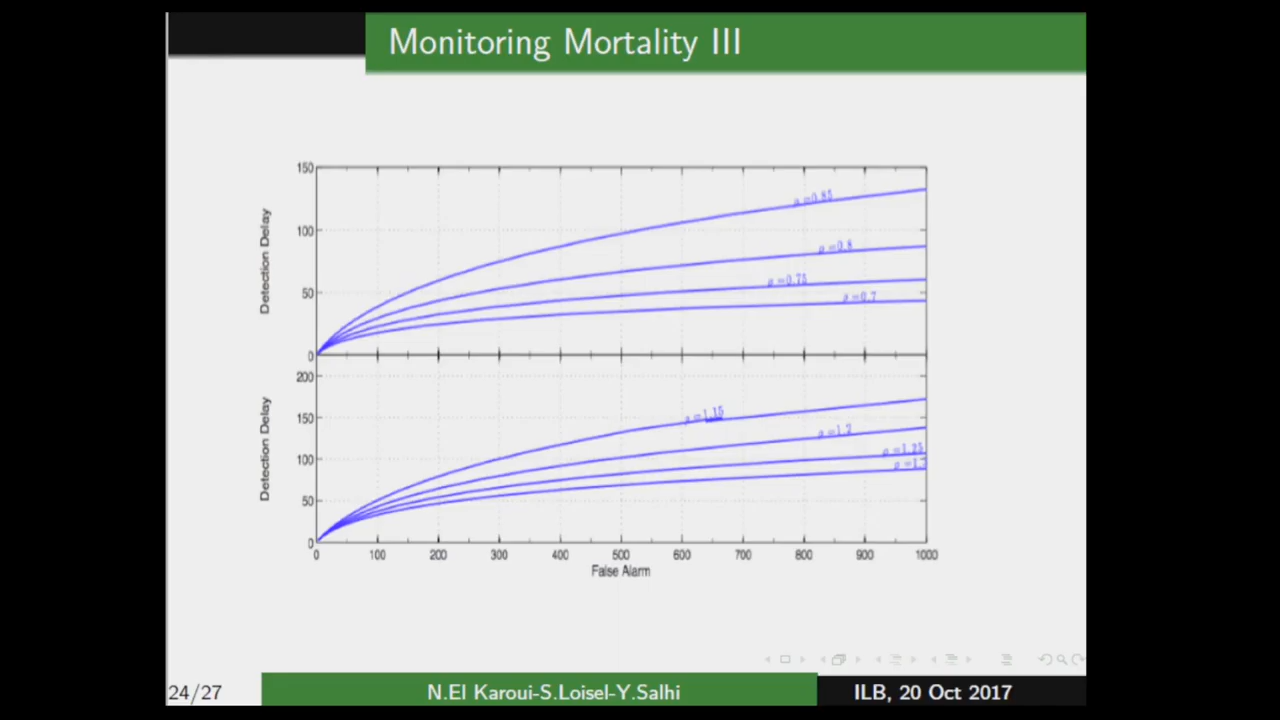 Monitoring Mortality III
150
100
50
0
Detection Delay
ρ=0.85
ρ=0.8
ρ=0.75
ρ=0.7
200
150
100
50
0
Detection Delay
ρ=1.15
ρ=1.2
ρ=1.25
0 100 200 300 400 500 600 700 800 900 1000
False Alarm
24/27
N.El Karoui-S.Loisel-Y.Salhi
ILB, 20 Oct 2017